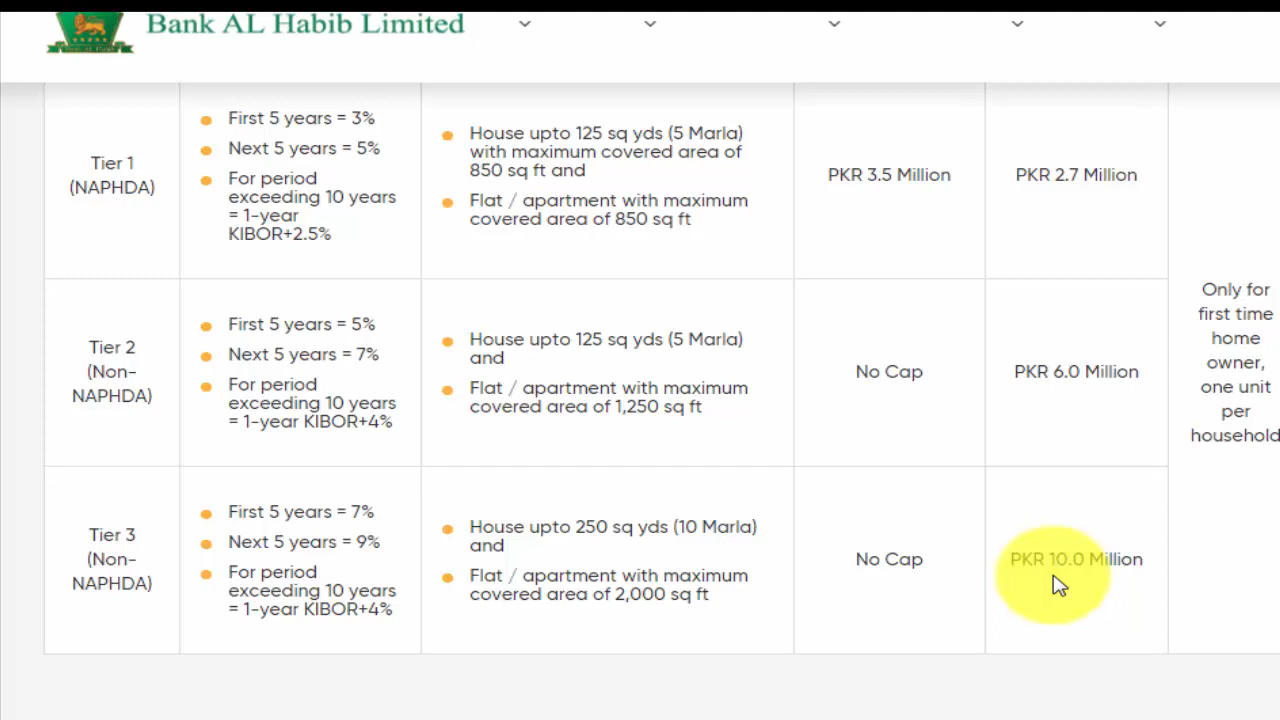 Bank AL Habib Limited
Tier 1
(NAPHDA)
First 5 years = 3%
Next 5 years = 5%
For period
exceeding 10 years
= 1-year
KIBOR+2.5%
House upto 125 sq yds (5 Marla)
with maximum covered area of
850 sq ft and
Flat / apartment with maximum
covered area of 850 sq ft
PKR 3.5 Million
PKR 2.7 Million
Tier 2
(Non-
NAPHDA)
First 5 years = 5%
Next 5 years = 7%
For period
exceeding 10 years
= 1-year KIBOR+4%
House upto 125 sq yds (5 Marla)
and
Flat / apartment with maximum
covered area of 1,250 sq ft
No Cap
PKR 6.0 Million
Tier 3
(Non-
NAPHDA)
First 5 years = 7%
Next 5 years = 9%
For period
exceeding 10 years
= 1-year KIBOR+4%
House upto 250 sq yds (10 Marla)
and
Flat / apartment with maximum
covered area of 2,000 sq ft
No Cap
PKR 10.0 Million
Only for
first time
home
owner,
one unit
per
household